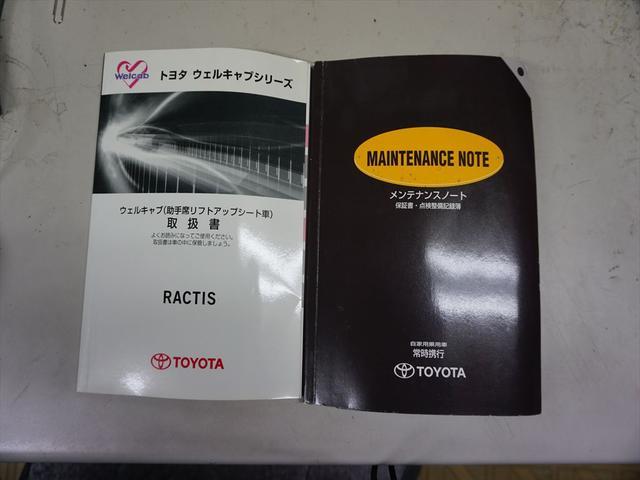 Welcab
トヨタ ウェルキャブシリーズ
ウェルキャブ(助手席リフトアップシート車)
取扱書
よくお読みになってご使用ください。
取扱書は車の中に保管しましょう。
RACTIS
TOYOTA
MAINTENANCE NOTE
メンテナンスノート
保証書・点検整備記録簿
自家用乗用車
常時携行
TOYOTA